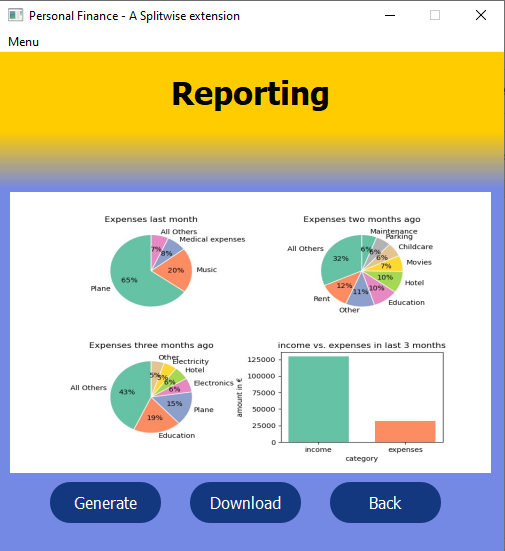 Personal Finance - A Splitwise extension
Menu
Reporting
Expenses last month
All Others
7%
Medical expenses
8%
20%
Music
65%
Plane
Expenses two months ago
Maintenance
Parking
6%
6%
Childcare
All Others
6%
32%
Movies
7%
10%
Hotel
12%
11%
10%
Rent
Other
Education
Expenses three months ago
Other
Electricity
5%
5%
Hotel
6%
Electronics
6%
All Others
43%
15%
Plane
19%
Education
income vs. expenses in last 3 months
amount in €
125000
100000
75000
50000
25000
0
income
expenses
category
Generate
Download
Back